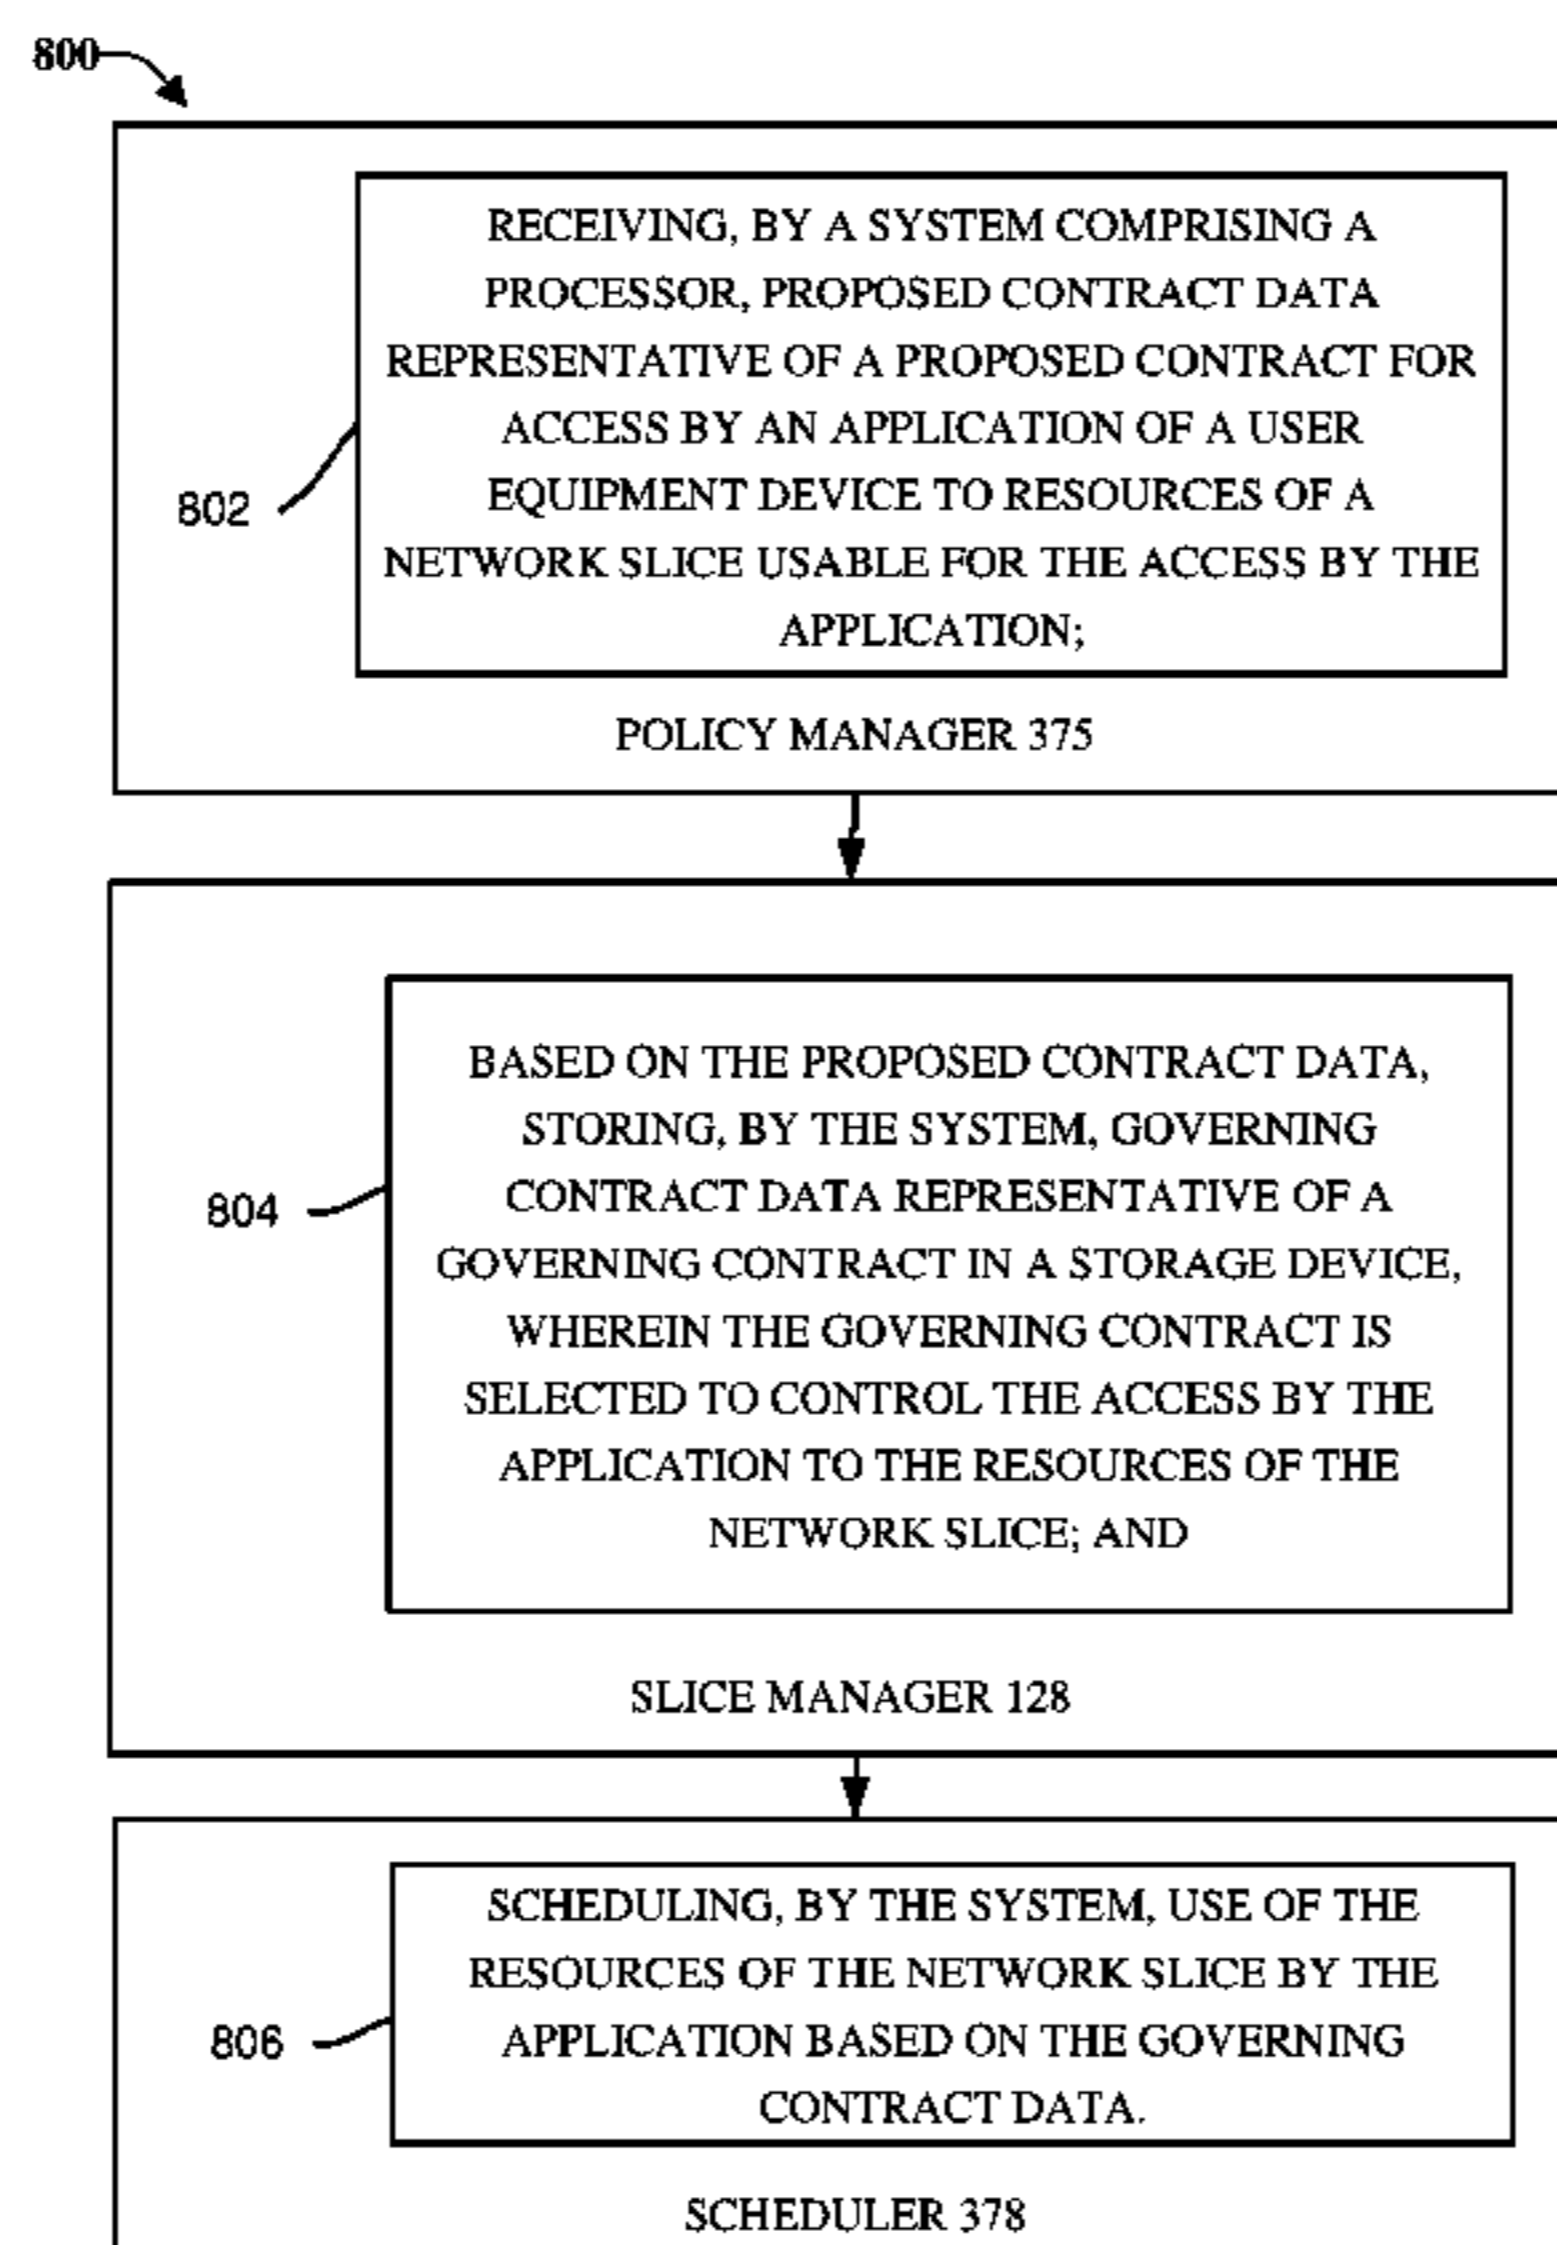 800
RECEIVING, BY A SYSTEM COMPRISING A
PROCESSOR, PROPOSED CONTRACT DATA
REPRESENTATIVE OF A PROPOSED CONTRACT FOR
ACCESS BY AN APPLICATION OF A USER
EQUIPMENT DEVICE TO RESOURCES OF A
NETWORK SLICE USABLE FOR THE ACCESS BY THE
APPLICATION;
802
POLICY MANAGER 375
BASED ON THE PROPOSED CONTRACT DATA,
STORING, BY THE SYSTEM, GOVERNING
CONTRACT DATA REPRESENTATIVE OF A
GOVERNING CONTRACT IN A STORAGE DEVICE,
WHEREIN THE GOVERNING CONTRACT IS
SELECTED TO CONTROL THE ACCESS BY THE
APPLICATION TO THE RESOURCES OF THE
NETWORK SLICE; AND
804
SLICE MANAGER 128
SCHEDULING, BY THE SYSTEM, USE OF THE
RESOURCES OF THE NETWORK SLICE BY THE
APPLICATION BASED ON THE GOVERNING
CONTRACT DATA.
806
SCHEDULER 378